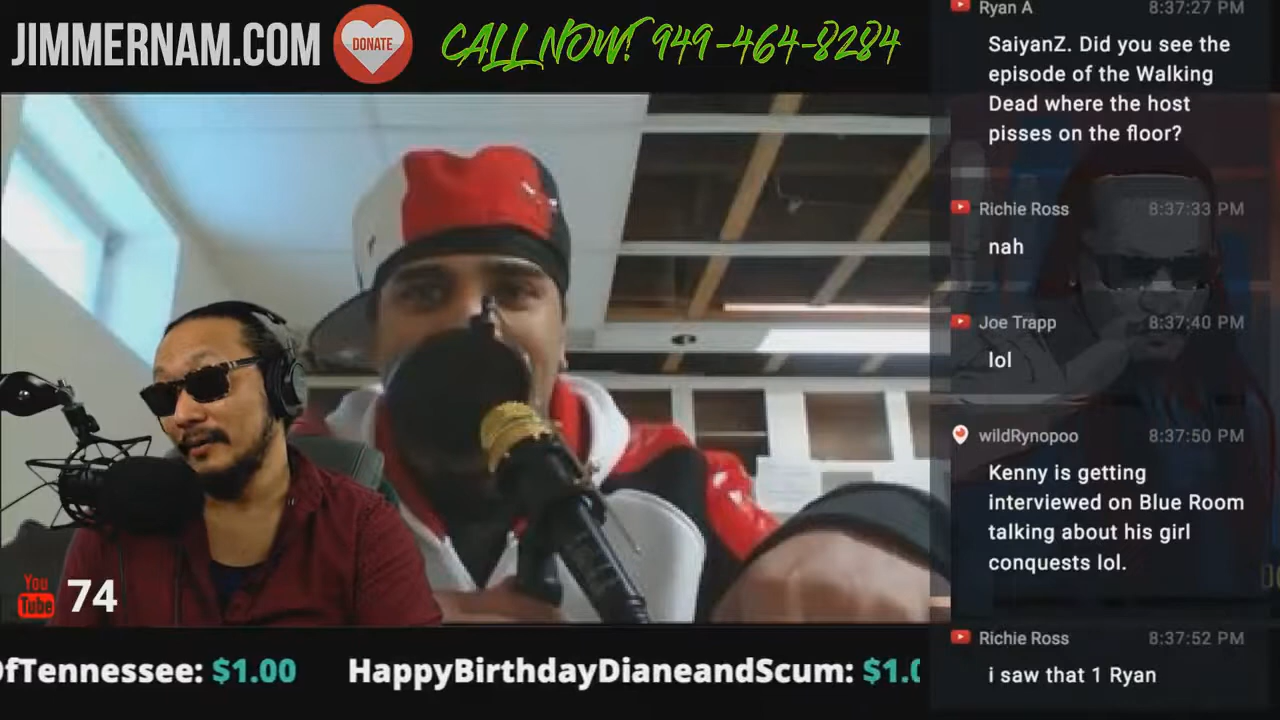 JIMMERNAM.COM
DONATE
CALL NOW! 949-464-8284
Ryan A 8:37:27 PM
SaiyanZ. Did you see the
episode of the Walking
Dead where the host
pisses on the floor?
Richie Ross 8:37:33 PM
nah
Joe Trapp 8:37:40 PM
lol
wildRynopoo 8:37:50 PM
Kenny is getting
interviewed on Blue Room
talking about his girl
conquests lol.
Richie Ross 8:37:52 PM
i saw that 1 Ryan
You
Tube 74
OfTennessee: $1.00 HappyBirthdayDianeandScum: $1.0